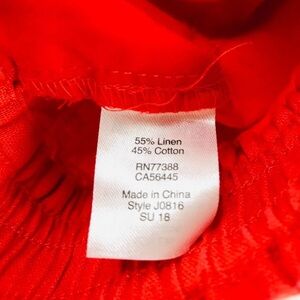 55% Linen
45% Cotton
RN77388
CA56445
Made in China
Style J0816
SU 18